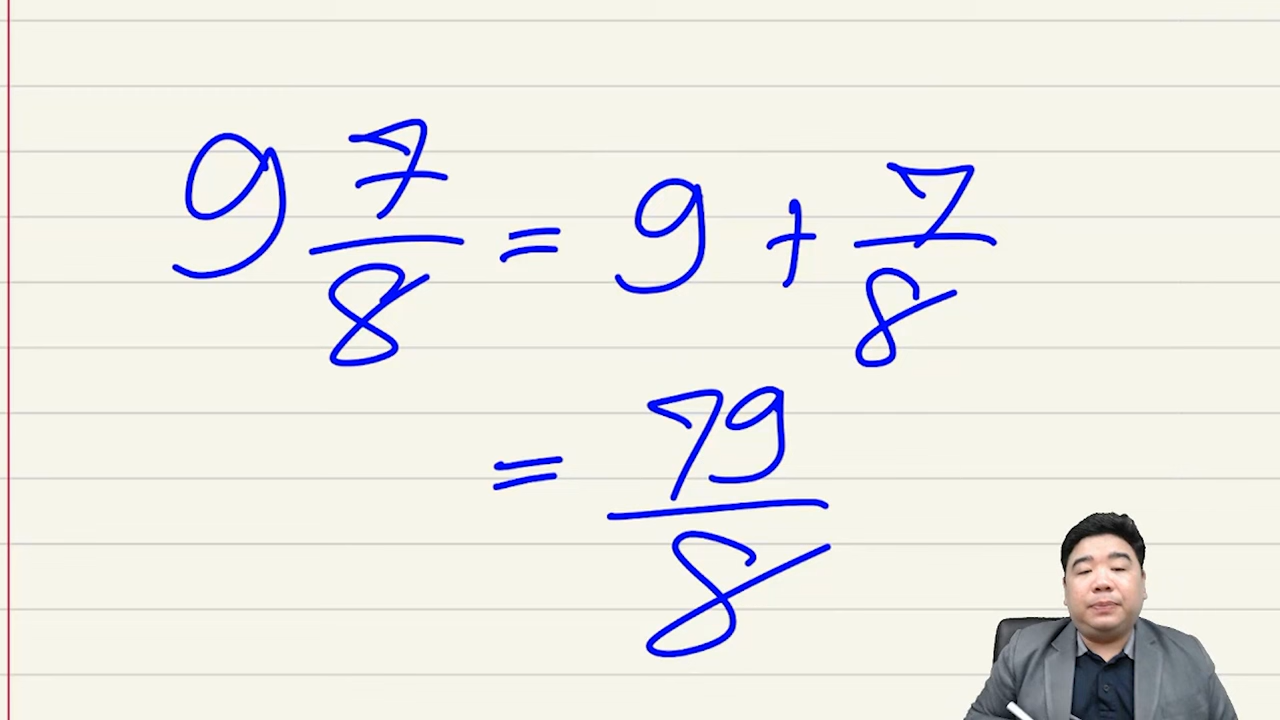 9 7/8 = 9 + 7/8
= 79/8